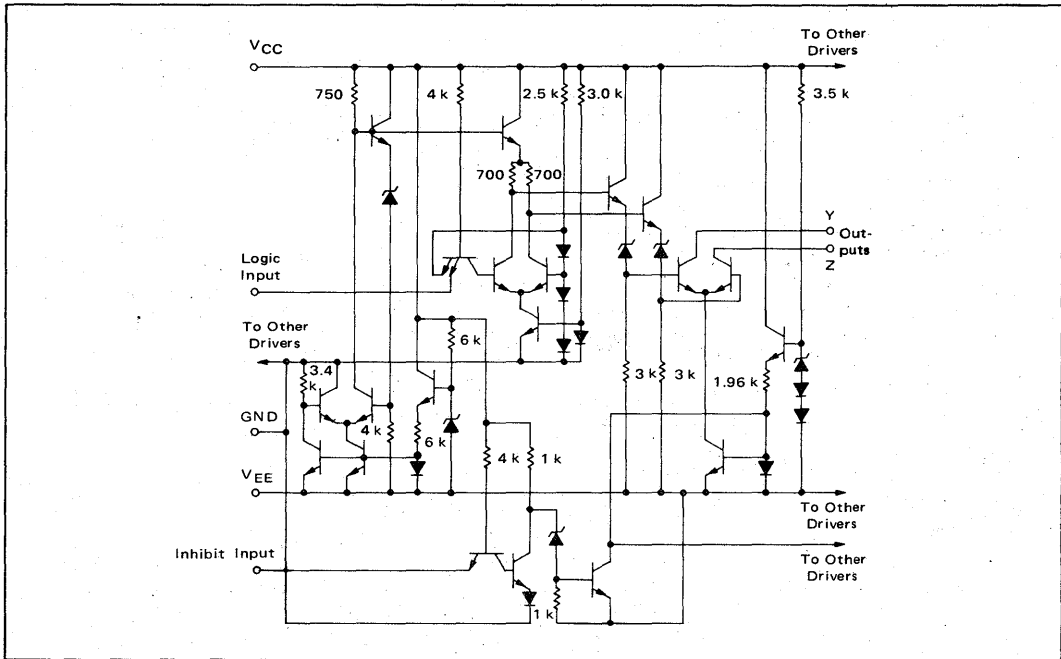 To Other
Drivers
VCC
750
4 k
2.5 k
3.0 k
3.5 k
700
700
Y
Out-
puts
Z
Logic
Input
To Other
Drivers
6 k
3.4
k
3 k
3 k
1.96 k
GND
4 k
6 k
4 k
1 k
VEE
To Other
Drivers
Inhibit Input
To Other
Drivers
1 k